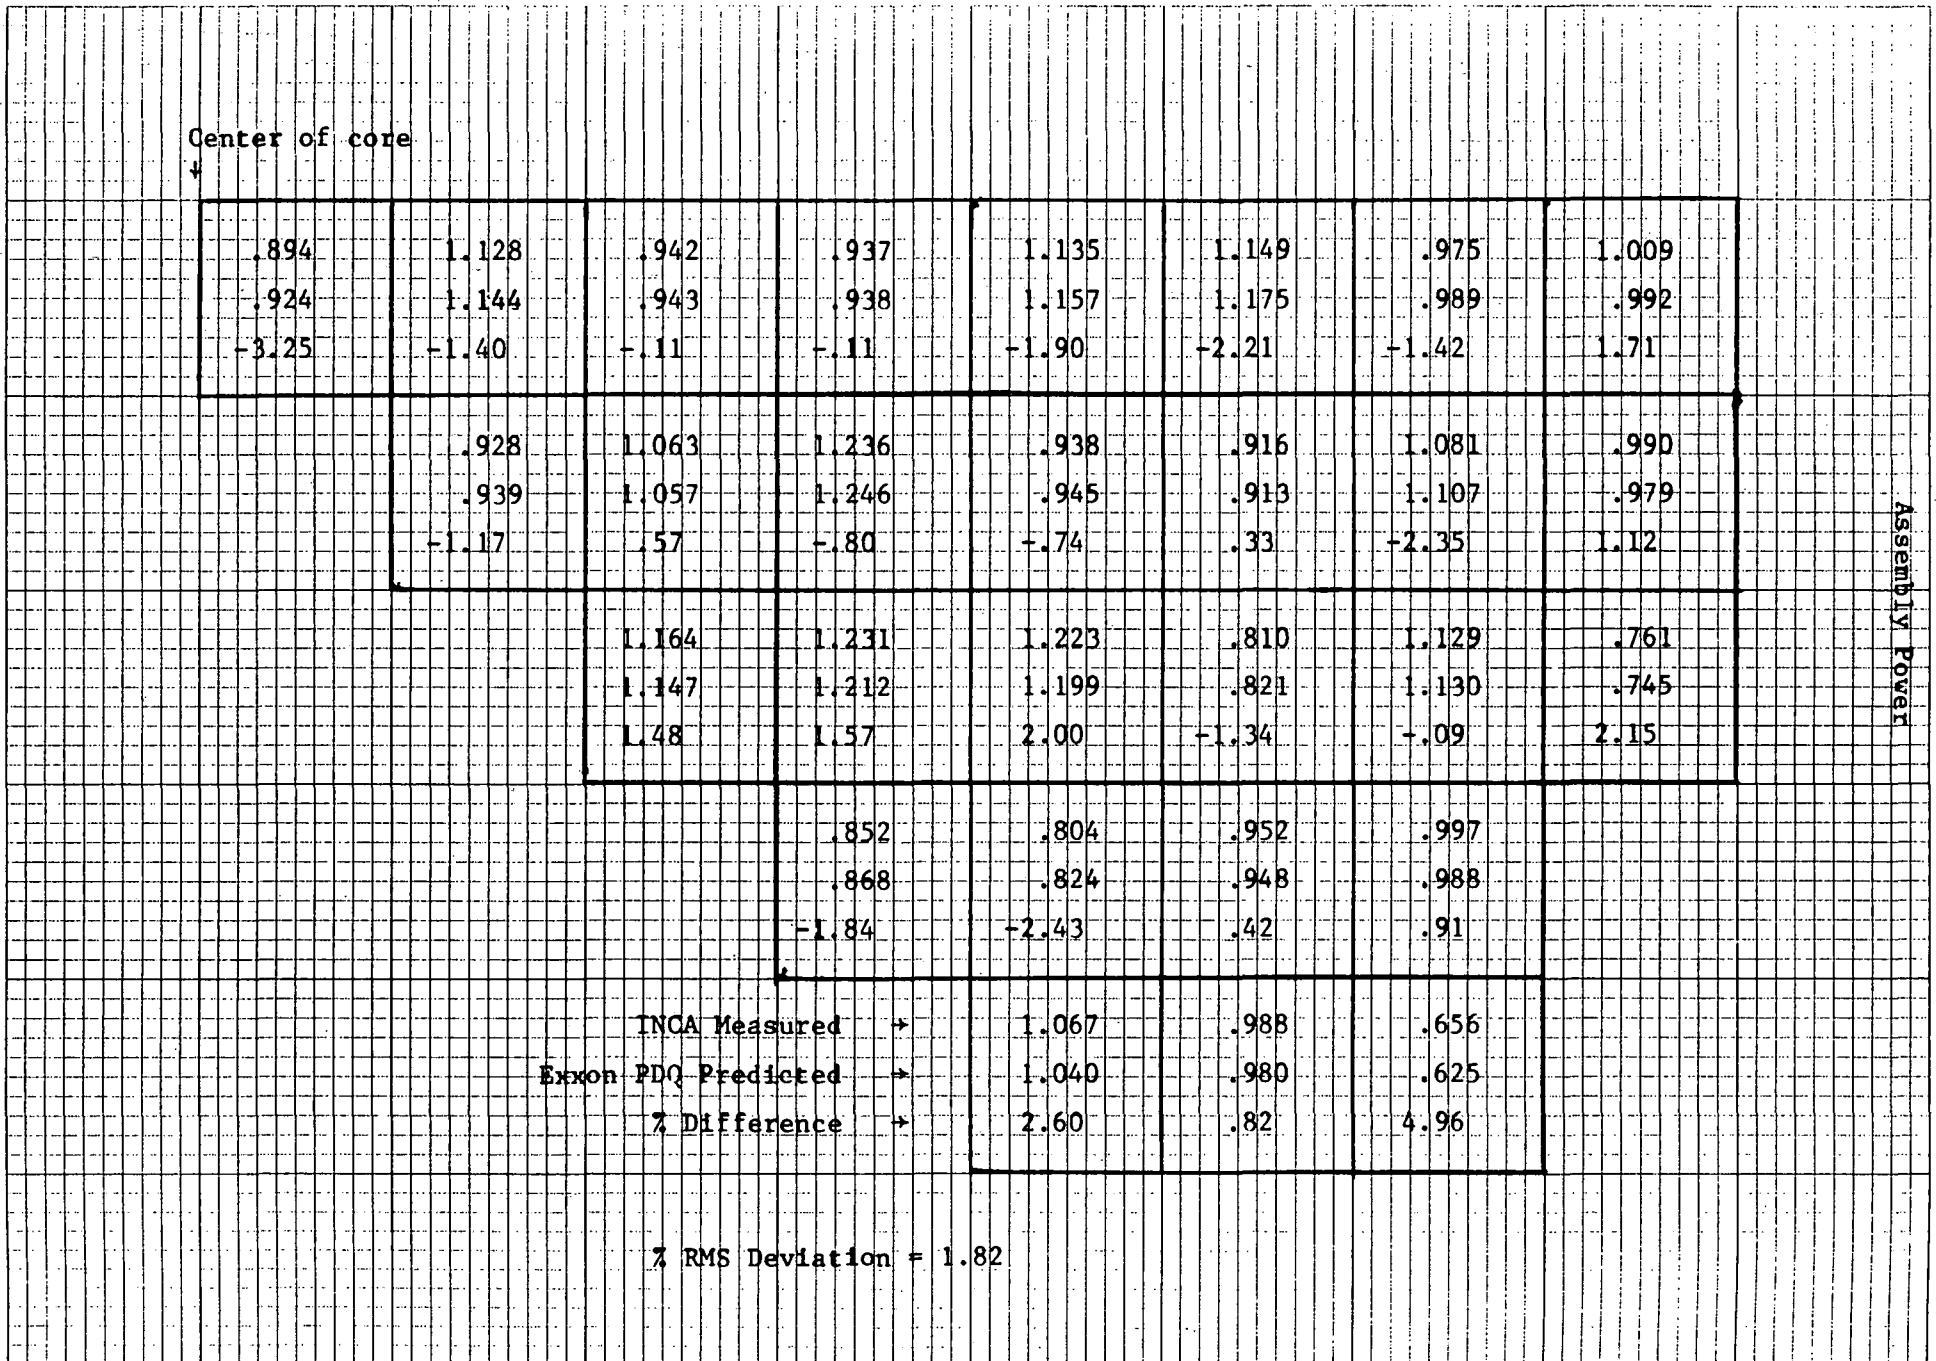 Center of core
↓
.894 1.128 .942 .937 1.135 1.149 .975 1.009
.924 1.144 .943 .938 1.157 1.175 .989 .992
-3.25 -1.40 -.11 -.11 -1.90 -2.21 -1.42 1.71
.928 1.063 1.236 .938 .916 1.081 .990
.939 1.057 1.246 .945 .913 1.107 .979
-1.17 .57 -.80 -.74 .33 -2.35 1.12
Assembly Power
1.164 1.231 1.223 .810 1.129 .761
1.147 1.212 1.199 .821 1.130 .745
1.48 1.57 2.00 -1.34 -.09 2.15
.852 .804 .952 .997
.868 .824 .948 .988
-1.84 -2.43 .42 .91
INCA Measured → 1.067 .988 .656
Exxon PDQ Predicted → 1.040 .980 .625
% Difference → 2.60 .82 4.96
% RMS Deviation = 1.82